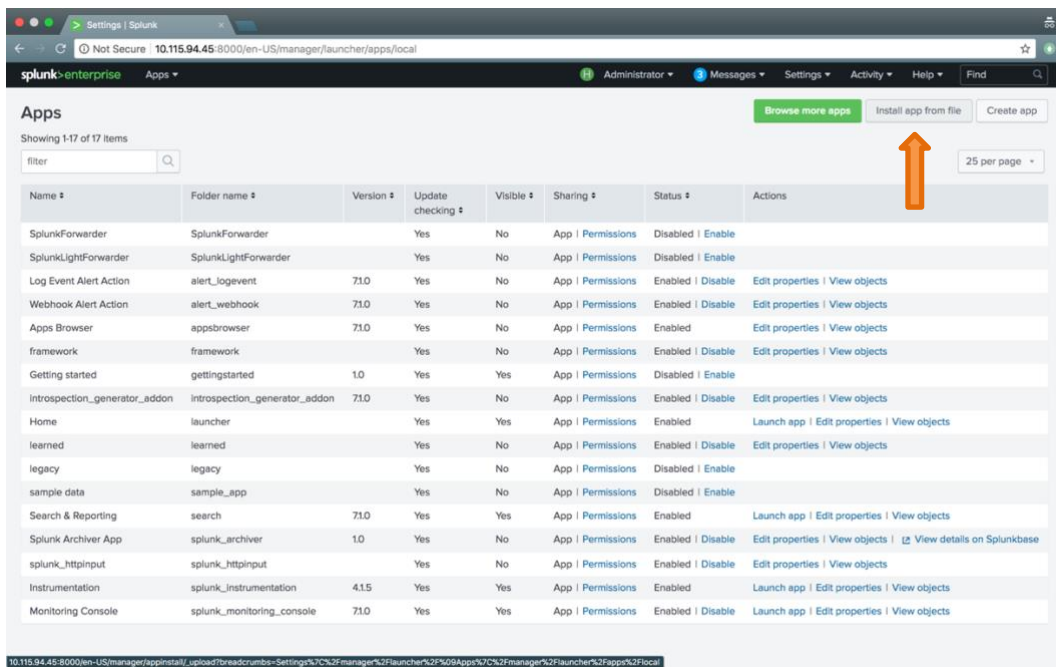 Settings | Splunk
Not Secure 10.115.94.45:8000/en-US/manager/launcher/apps/local
splunk>enterprise Apps Administrator 3 Messages Settings Activity Help Find
Apps Browse more apps Install app from file Create app
Showing 1-17 of 17 items
filter 25 per page
Name Folder name Version Update checking Visible Sharing Status Actions
SplunkForwarder SplunkForwarder Yes No App | Permissions Disabled | Enable
SplunkLightForwarder SplunkLightForwarder Yes No App | Permissions Disabled | Enable
Log Event Alert Action alert_logevent 7.1.0 Yes No App | Permissions Enabled | Disable Edit properties | View objects
Webhook Alert Action alert_webhook 7.1.0 Yes No App | Permissions Enabled | Disable Edit properties | View objects
Apps Browser appsbrowser 7.1.0 Yes No App | Permissions Enabled Edit properties | View objects
framework framework Yes No App | Permissions Enabled | Disable Edit properties | View objects
Getting started gettingstarted 1.0 Yes Yes App | Permissions Disabled | Enable
introspection_generator_addon introspection_generator_addon 7.1.0 Yes No App | Permissions Enabled | Disable Edit properties | View objects
Home launcher Yes Yes App | Permissions Enabled Launch app | Edit properties | View objects
learned learned Yes No App | Permissions Enabled | Disable Edit properties | View objects
legacy legacy Yes No App | Permissions Disabled | Enable
sample data sample_app Yes No App | Permissions Disabled | Enable
Search & Reporting search 7.1.0 Yes Yes App | Permissions Enabled Launch app | Edit properties | View objects
Splunk Archiver App splunk_archiver 1.0 Yes No App | Permissions Enabled | Disable Edit properties | View objects | View details on Splunkbase
splunk_httpinput splunk_httpinput Yes No App | Permissions Enabled | Disable Edit properties | View objects
Instrumentation splunk_instrumentation 4.1.5 Yes Yes App | Permissions Enabled Launch app | Edit properties | View objects
Monitoring Console splunk_monitoring_console 7.1.0 Yes Yes App | Permissions Enabled | Disable Launch app | Edit properties | View objects
10.115.94.45:8000/en-US/manager/appinstall/_upload?breadcrumbs=Settings%7C%2Fmanager%2Flauncher%2F%09Apps%7C%2Fmanager%2Flauncher%2Fapps%2Flocal